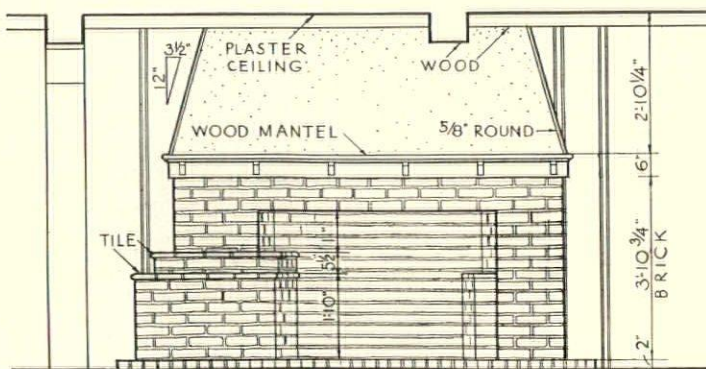 PLASTER
CEILING
WOOD
3½"
12"
WOOD MANTEL
5/8" ROUND
2'-10¼"
6"
TILE
1"
5½"
1'-10"
3'-10¾"
BRICK
2"